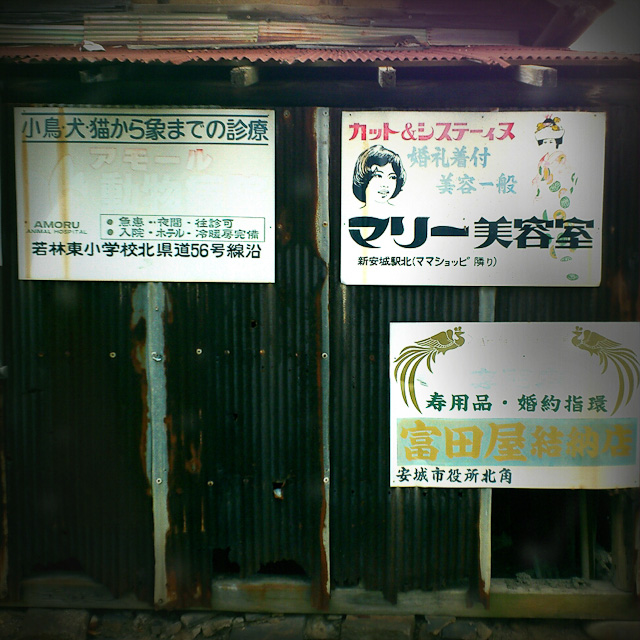 小鳥・犬・猫から象までの診療
アモール
AMORU
ANIMAL HOSPITAL
●急患・・夜間・往診可
●入院・ホテル・冷暖房完備
若林東小学校北県道56号線沿
カット&システィヌ
婚礼着付
美容一般
マリー美容室
新安城駅北(ママショッピﾞ隣り)
寿用品・婚約指環
富田屋結納店
安城市役所北角